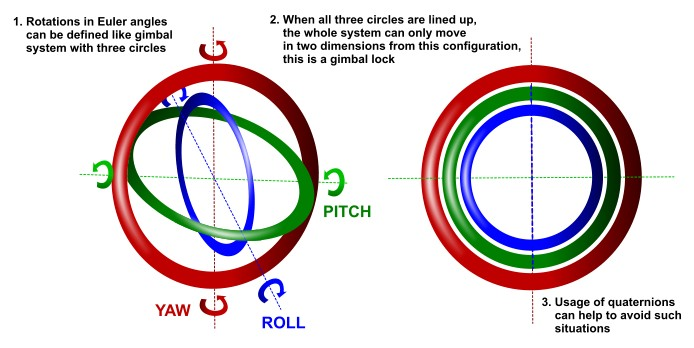 1. Rotations in Euler angles
can be defined like gimbal
system with three circles
2. When all three circles are lined up,
the whole system can only move
in two dimensions from this configuration,
this is a gimbal lock
PITCH
YAW
ROLL
3. Usage of quaternions
can help to avoid such
situations